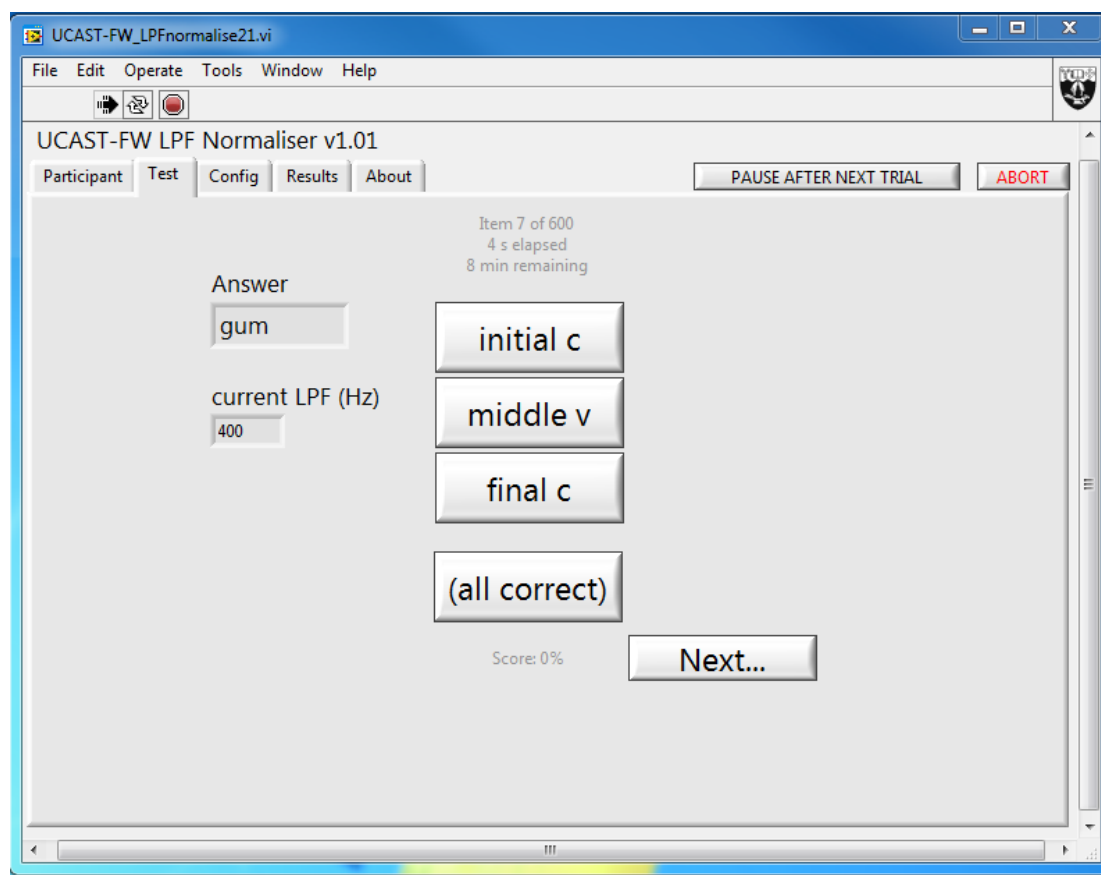 UCAST-FW_LPFnormalise21.vi
File Edit Operate Tools Window Help
UCAST-FW LPF Normaliser v1.01
Participant Test Config Results About PAUSE AFTER NEXT TRIAL ABORT
Item 7 of 600
4 s elapsed
8 min remaining
Answer
gum
initial c
current LPF (Hz)
400
middle v
final c
(all correct)
Score: 0% Next...